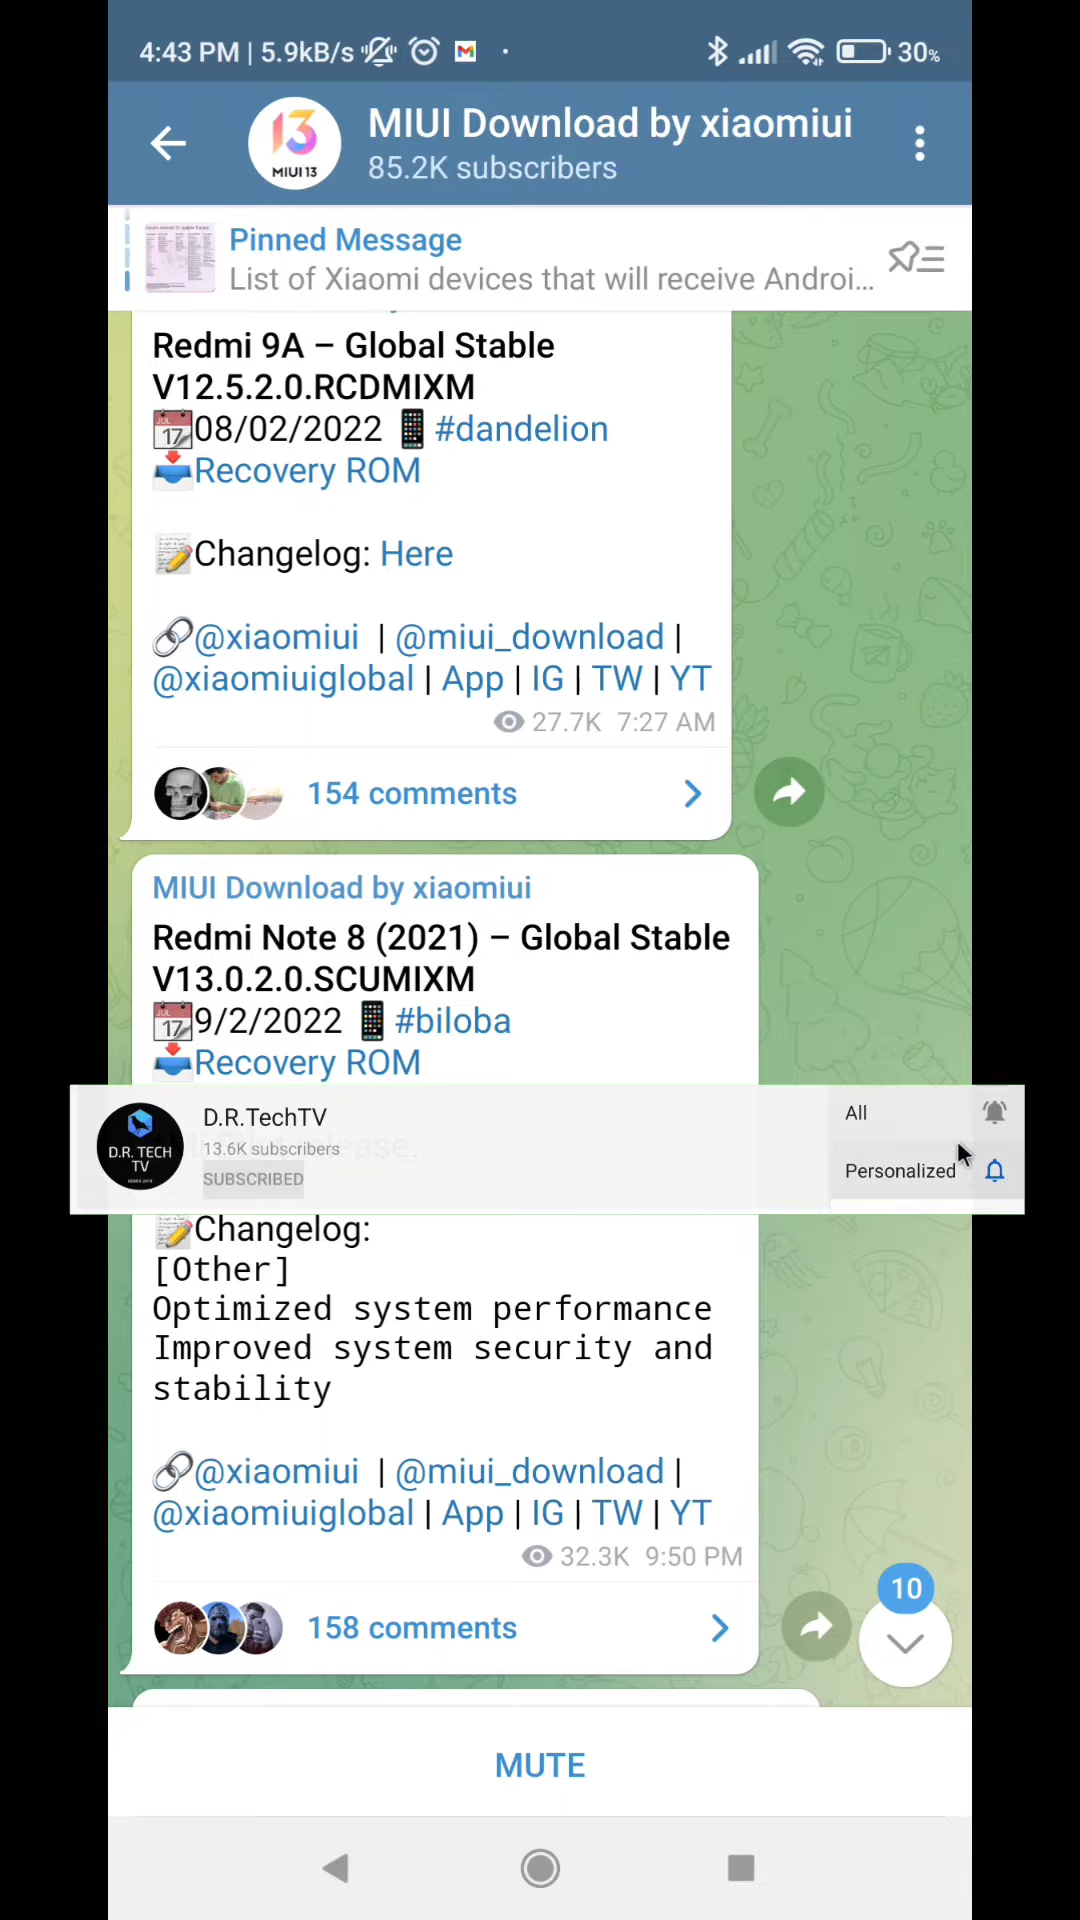 4:43 PM | 5.9kB/s
30%
13
MIUI 13
MIUI Download by xiaomiui
85.2K subscribers
Pinned Message
List of Xiaomi devices that will receive Androi...
Redmi 9A – Global Stable
V12.5.2.0.RCDMIXM
📅08/02/2022 📱#dandelion
📥Recovery ROM
📝Changelog: Here
🔗@xiaomiui | @miui_download |
@xiaomiuiglobal | App | IG | TW | YT
27.7K 7:27 AM
154 comments
MIUI Download by xiaomiui
Redmi Note 8 (2021) – Global Stable
V13.0.2.0.SCUMIXM
📅9/2/2022 📱#biloba
📥Recovery ROM
D.R. TECH
TV
D.R.TechTV
13.6K subscribers
SUBSCRIBED
All
Personalized
📝Changelog:
[Other]
Optimized system performance
Improved system security and
stability
🔗@xiaomiui | @miui_download |
@xiaomiuiglobal | App | IG | TW | YT
32.3K 9:50 PM
158 comments
10
MUTE